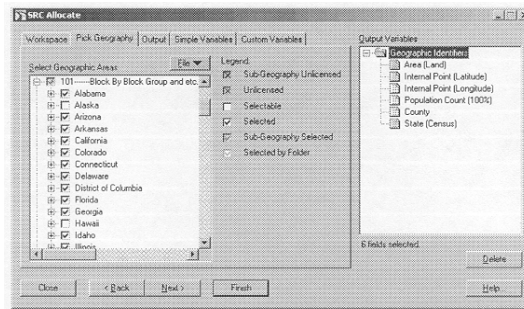 SRC Allocate
Workspace Pick Geography Output Simple Variables Custom Variables
Select Geographic Areas
File
101------Block By Block Group and etc.
Alabama
Alaska
Arizona
Arkansas
California
Colorado
Connecticut
Delaware
District of Columbia
Florida
Georgia
Hawaii
Idaho
Illinois
Legend:
Sub-Geography Unlicensed
Unlicensed
Selectable
Selected
Sub-Geography Selected
Selected by Folder
Output Variables
Geographic Identifiers
Area (Land)
Internal Point (Latitude)
Internal Point (Longitude)
Population Count (100%)
County
State (Census)
6 fields selected.
Delete
Close
< Back
Next >
Finish
Help